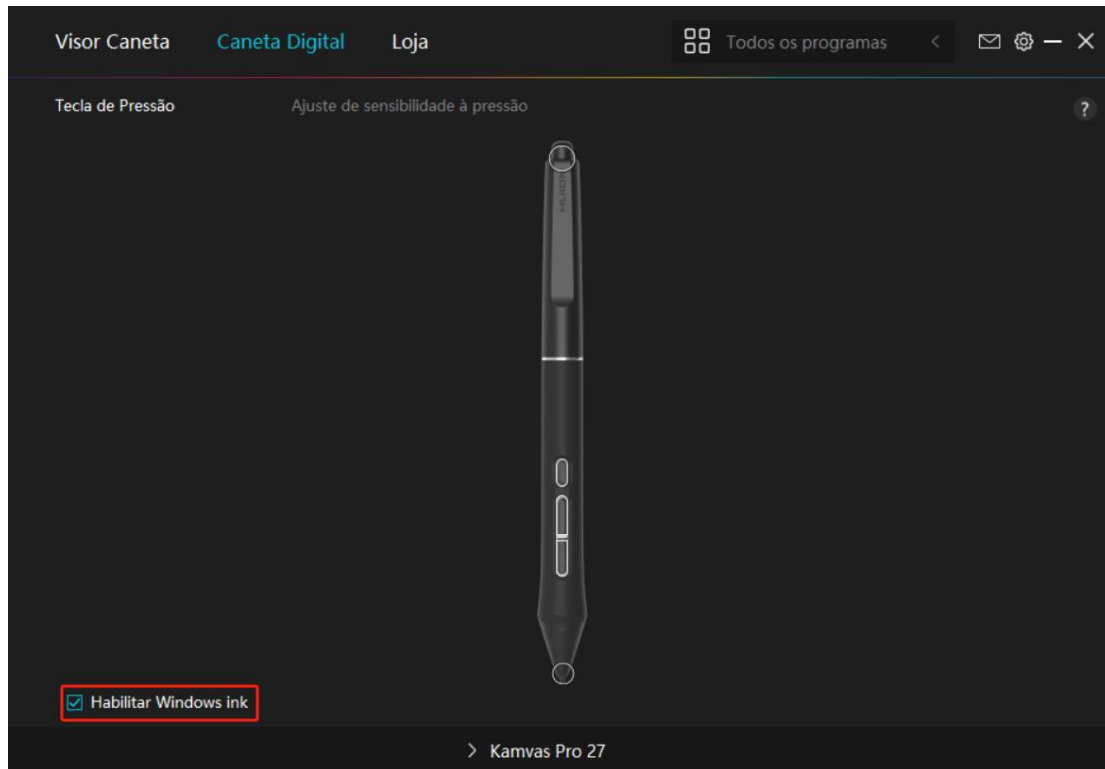 Visor Caneta Caneta Digital Loja Todos os programas
Tecla de Pressão Ajuste de sensibilidade à pressão ?
HUION
Habilitar Windows ink
Kamvas Pro 27